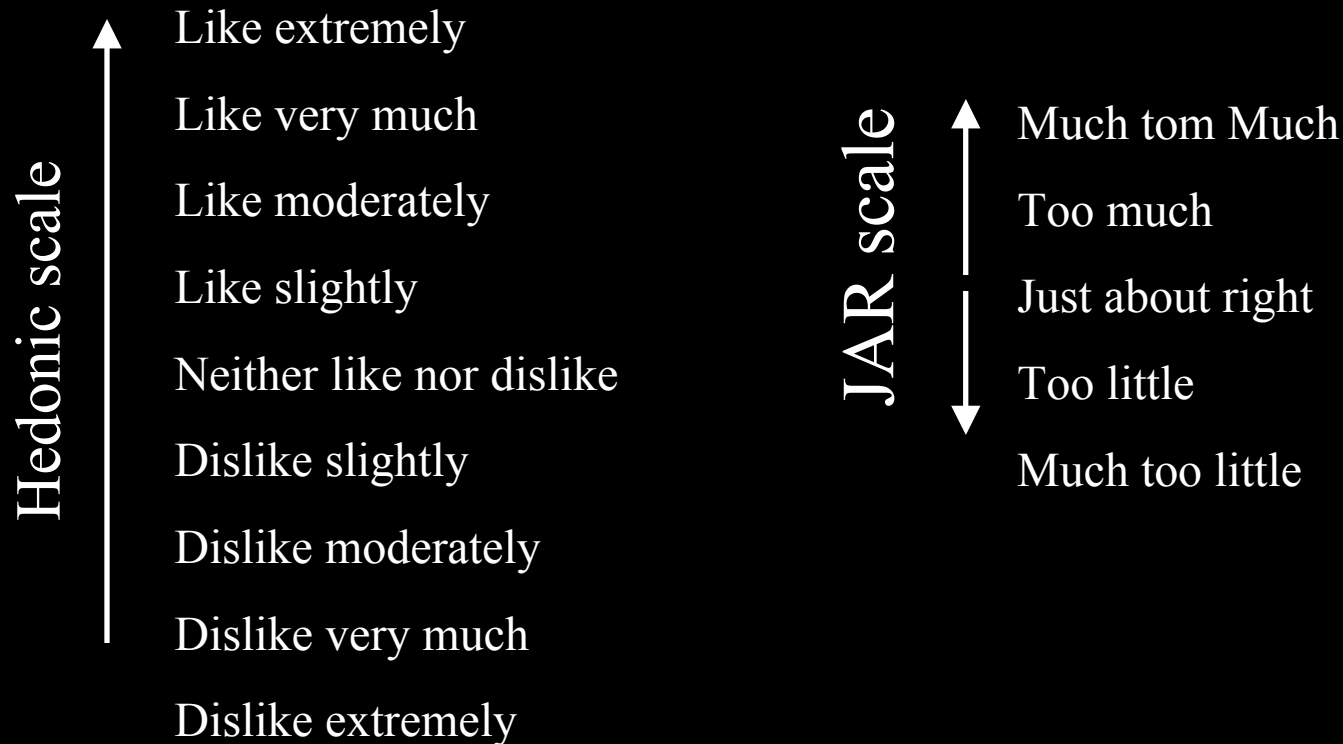 Hedonic scale
Like extremely
Like very much
Like moderately
Like slightly
Neither like nor dislike
Dislike slightly
Dislike moderately
Dislike very much
Dislike extremely
JAR scale
Much tom Much
Too much
Just about right
Too little
Much too little